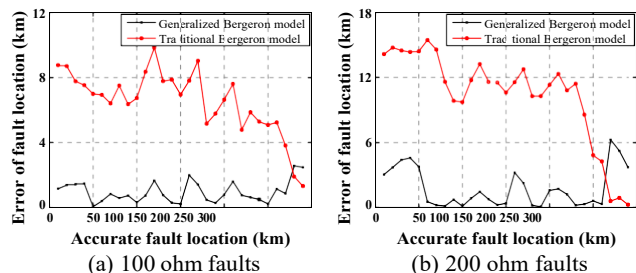 12
8
4
0
Error of fault location (km)
Generalized Bergeron model
Traditional Bergeron model
0 50 100 150 200 250 300
Accurate fault location (km)
(a) 100 ohm faults
18
12
6
0
Error of fault location (km)
Generalized Bergeron model
Traditional Bergeron model
0 50 100 150 200 250 300
Accurate fault location (km)
(b) 200 ohm faults